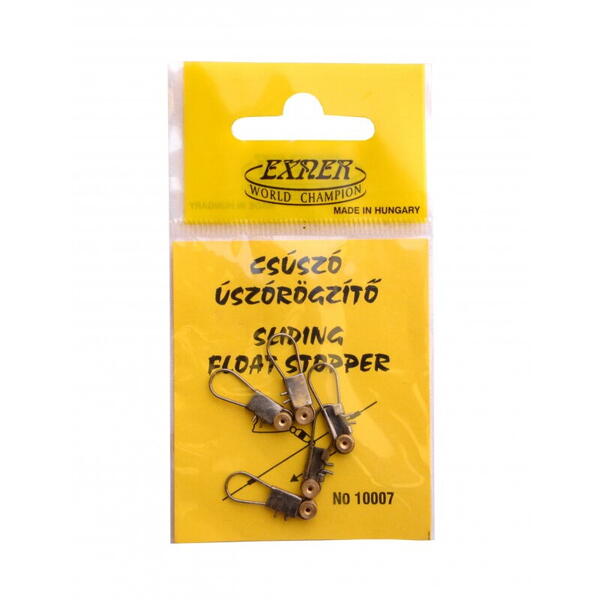 EXNER
WORLD CHAMPION
MADE IN HUNGARY
CSÚSZÓ
ÚSZÓRÖGZÍTŐ
SLIDING
FLOAT STOPPER
No 10007